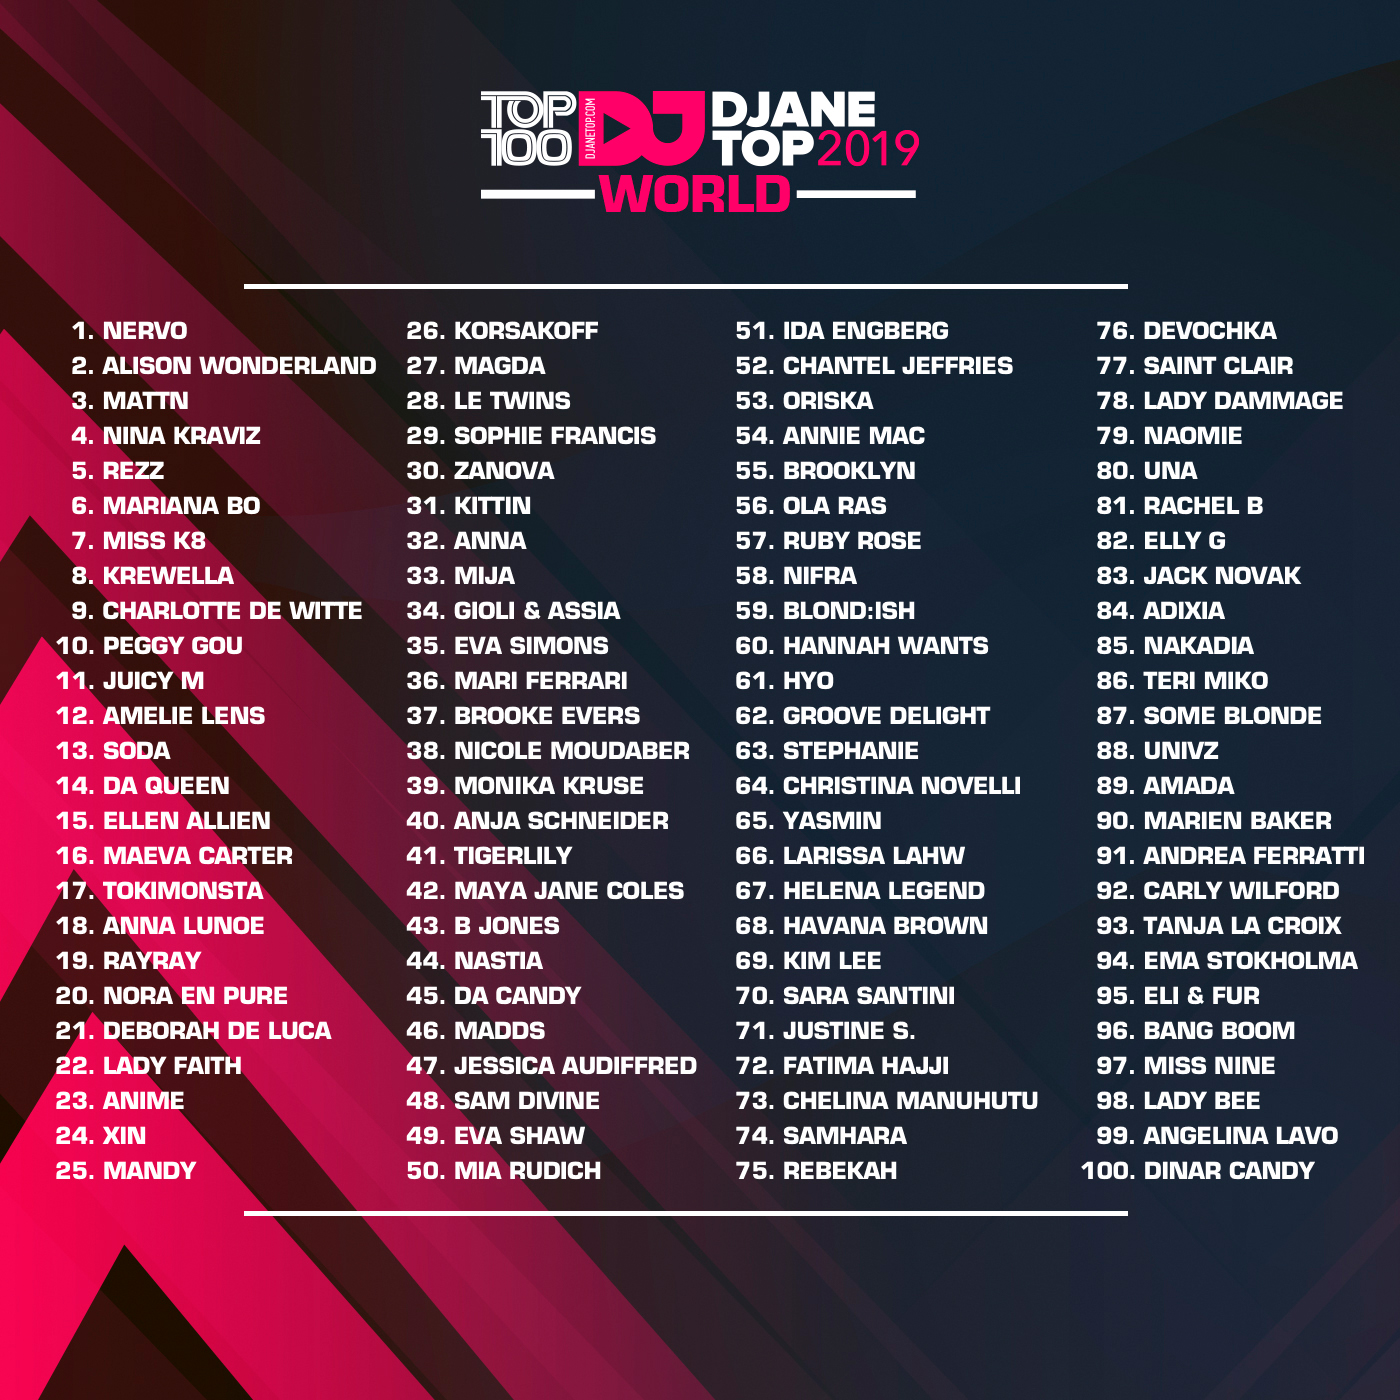 TOP 100
DJANETOP.COM
DJ
DJANE
TOP 2019
WORLD
1. NERVO
2. ALISON WONDERLAND
3. MATTN
4. NINA KRAVIZ
5. REZZ
6. MARIANA BO
7. MISS K8
8. KREWELLA
9. CHARLOTTE DE WITTE
10. PEGGY GOU
11. JUICY M
12. AMELIE LENS
13. SODA
14. DA QUEEN
15. ELLEN ALLIEN
16. MAEVA CARTER
17. TOKIMONSTA
18. ANNA LUNOE
19. RAYRAY
20. NORA EN PURE
21. DEBORAH DE LUCA
22. LADY FAITH
23. ANIME
24. XIN
25. MANDY
26. KORSAKOFF
27. MAGDA
28. LE TWINS
29. SOPHIE FRANCIS
30. ZANOVA
31. KITTIN
32. ANNA
33. MIJA
34. GIOLI & ASSIA
35. EVA SIMONS
36. MARI FERRARI
37. BROOKE EVERS
38. NICOLE MOUDABER
39. MONIKA KRUSE
40. ANJA SCHNEIDER
41. TIGERLILY
42. MAYA JANE COLES
43. B JONES
44. NASTIA
45. DA CANDY
46. MADDS
47. JESSICA AUDIFFRED
48. SAM DIVINE
49. EVA SHAW
50. MIA RUDICH
51. IDA ENGBERG
52. CHANTEL JEFFRIES
53. ORISKA
54. ANNIE MAC
55. BROOKLYN
56. OLA RAS
57. RUBY ROSE
58. NIFRA
59. BLOND:ISH
60. HANNAH WANTS
61. HYO
62. GROOVE DELIGHT
63. STEPHANIE
64. CHRISTINA NOVELLI
65. YASMIN
66. LARISSA LAHW
67. HELENA LEGEND
68. HAVANA BROWN
69. KIM LEE
70. SARA SANTINI
71. JUSTINE S.
72. FATIMA HAJJI
73. CHELINA MANUHUTU
74. SAMHARA
75. REBEKAH
76. DEVOCHKA
77. SAINT CLAIR
78. LADY DAMMAGE
79. NAOMIE
80. UNA
81. RACHEL B
82. ELLY G
83. JACK NOVAK
84. ADIXIA
85. NAKADIA
86. TERI MIKO
87. SOME BLONDE
88. UNIVZ
89. AMADA
90. MARIEN BAKER
91. ANDREA FERRATTI
92. CARLY WILFORD
93. TANJA LA CROIX
94. EMA STOKHOLMA
95. ELI & FUR
96. BANG BOOM
97. MISS NINE
98. LADY BEE
99. ANGELINA LAVO
100. DINAR CANDY